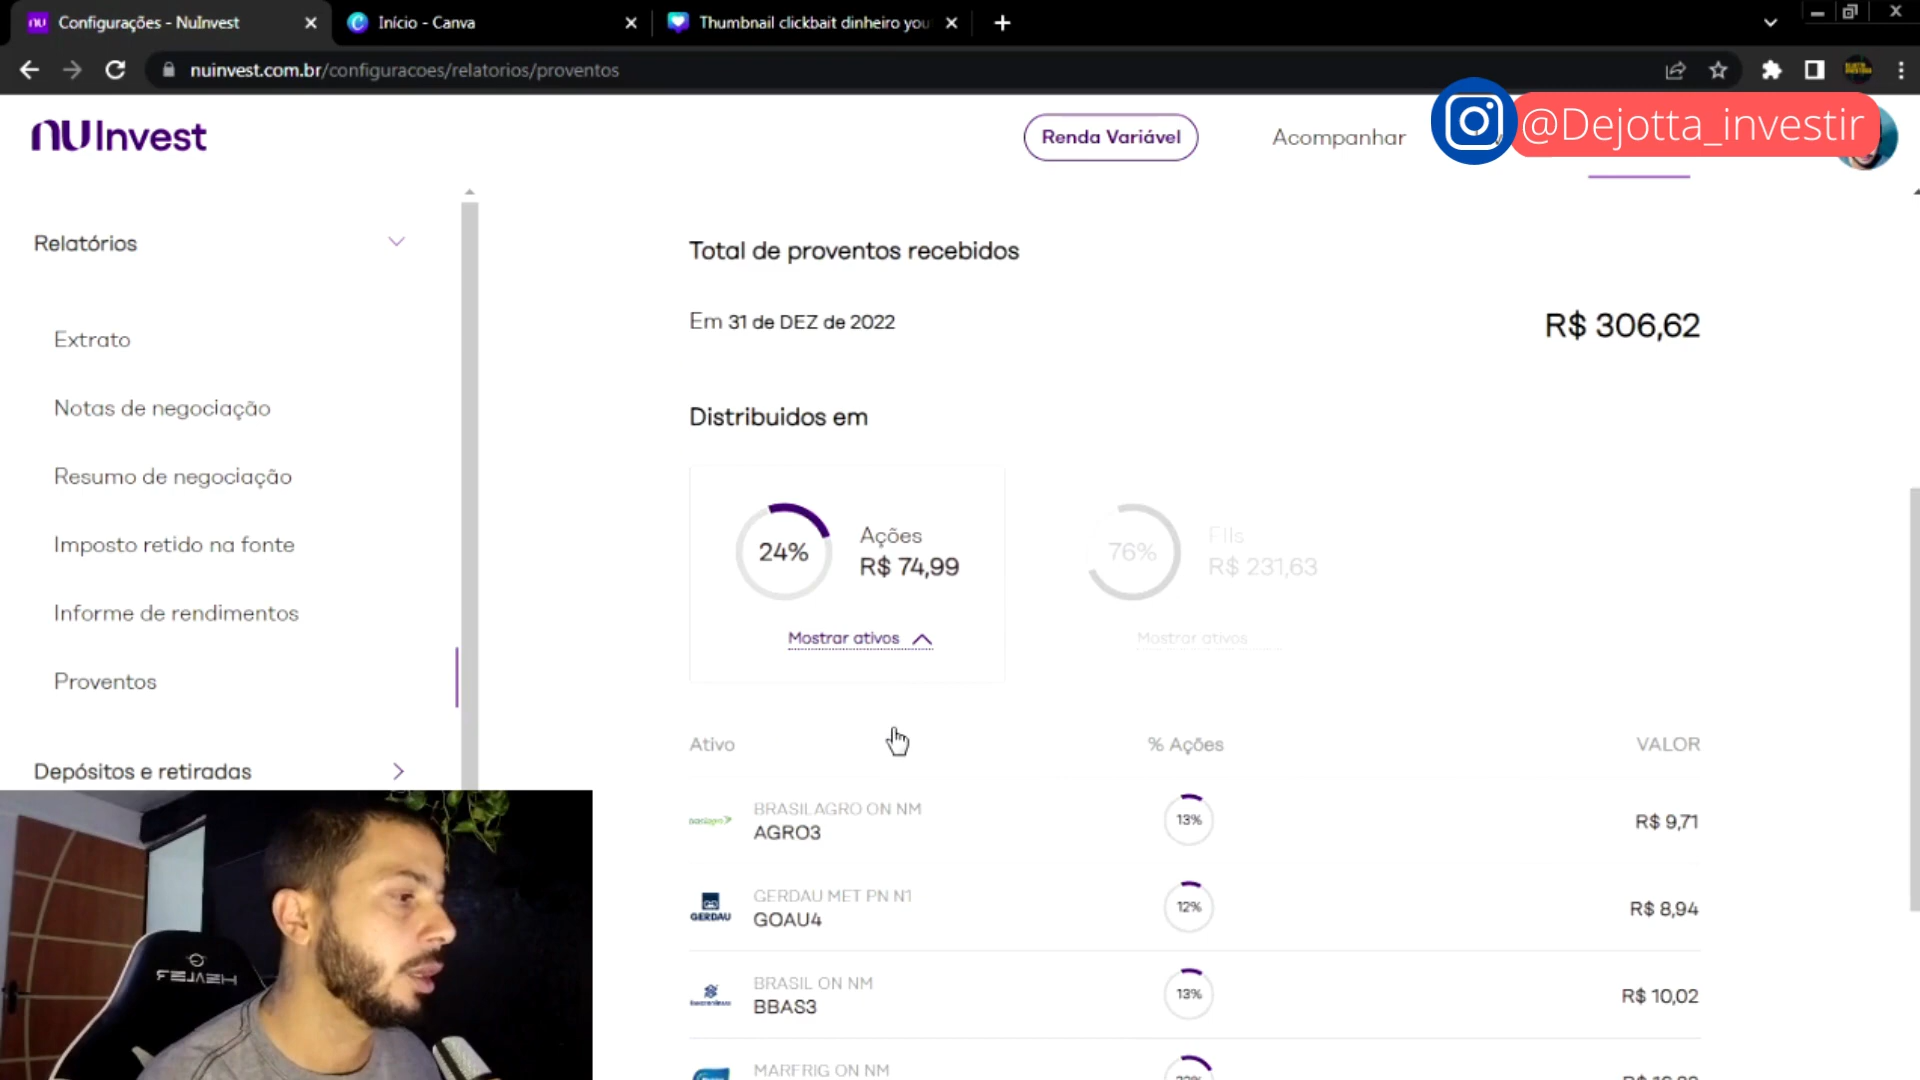 Configurações - NuInvest
Início - Canva
Thumbnail clickbait dinheiro you
nuinvest.com.br/configuracoes/relatorios/proventos
nu Invest
Renda Variável
Acompanhar
@Dejotta_investir
Relatórios
Extrato
Notas de negociação
Resumo de negociação
Imposto retido na fonte
Informe de rendimentos
Proventos
Depósitos e retiradas
Total de proventos recebidos
Em 31 de DEZ de 2022
R$ 306,62
Distribuidos em
24%
Ações
R$ 74,99
Mostrar ativos
76%
FIIs
R$ 231,63
Mostrar ativos
Ativo
% Ações
VALOR
BRASILAGRO ON NM
AGRO3
13%
R$ 9,71
GERDAU
GERDAU MET PN N1
GOAU4
12%
R$ 8,94
BRASIL ON NM
BBAS3
13%
R$ 10,02
MARFRIG ON NM